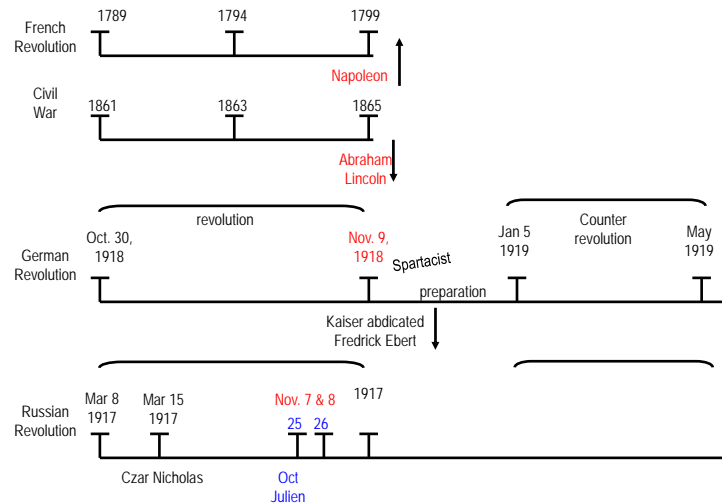 French
Revolution
1789
1794
1799
Napoleon
Civil
War
1861
1863
1865
Abraham
Lincoln
German
Revolution
revolution
Oct. 30,
1918
Nov. 9,
1918
Spartacist
preparation
Counter
revolution
Jan 5
1919
May
1919
Kaiser abdicated
Fredrick Ebert
Russian
Revolution
Mar 8
1917
Mar 15
1917
Nov. 7 & 8
25 26
1917
Czar Nicholas
Oct
Julien